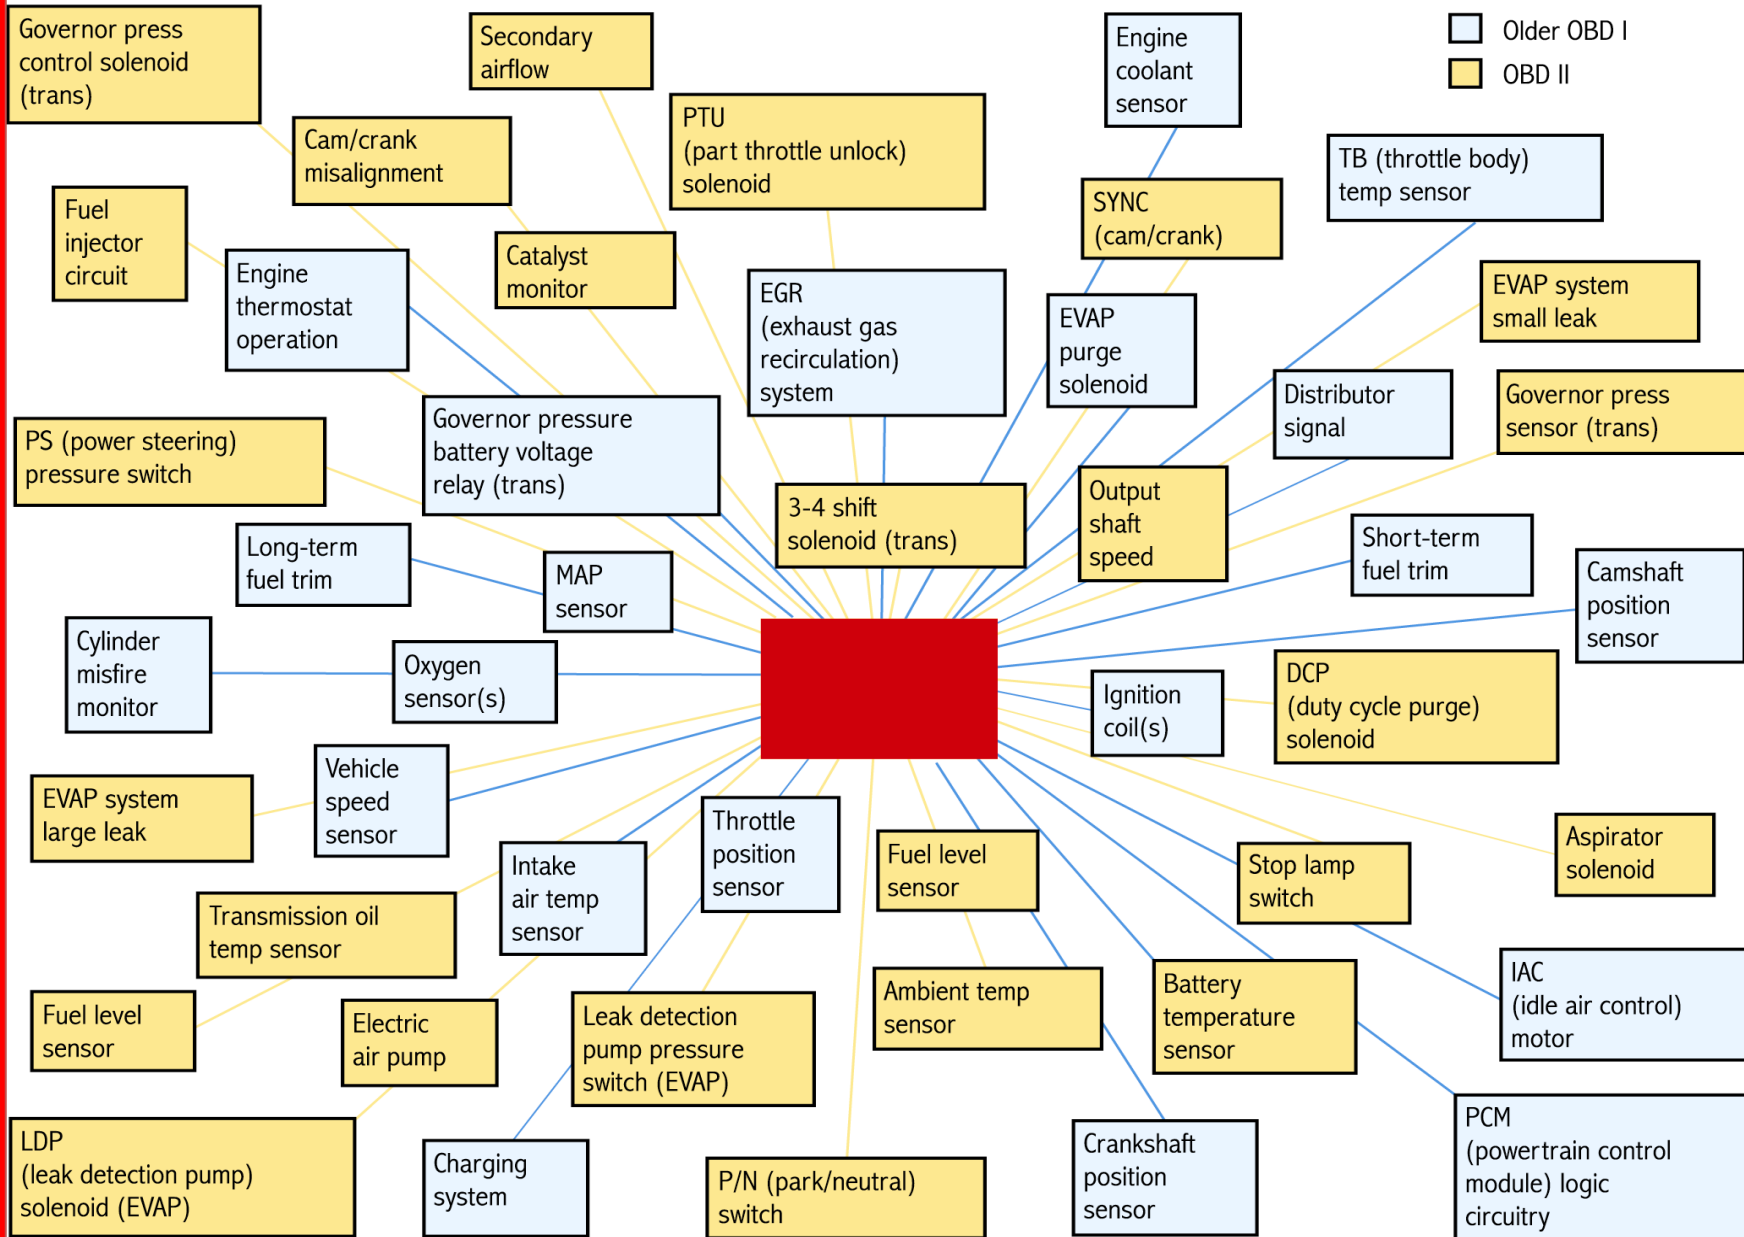 Governor press
control solenoid
(trans)
Secondary
airflow
Engine
coolant
sensor
Older OBD I
OBD II
PTU
(part throttle unlock)
solenoid
Cam/crank
misalignment
TB (throttle body)
temp sensor
Fuel
injector
circuit
SYNC
(cam/crank)
Engine
thermostat
operation
Catalyst
monitor
EGR
(exhaust gas
recirculation)
system
EVAP
purge
solenoid
EVAP system
small leak
Distributor
signal
Governor press
sensor (trans)
PS (power steering)
pressure switch
Governor pressure
battery voltage
relay (trans)
3-4 shift
solenoid (trans)
Output
shaft
speed
Long-term
fuel trim
MAP
sensor
Short-term
fuel trim
Camshaft
position
sensor
Cylinder
misfire
monitor
Oxygen
sensor(s)
Ignition
coil(s)
DCP
(duty cycle purge)
solenoid
EVAP system
large leak
Vehicle
speed
sensor
Throttle
position
sensor
Fuel level
sensor
Stop lamp
switch
Aspirator
solenoid
Intake
air temp
sensor
Transmission oil
temp sensor
Fuel level
sensor
Electric
air pump
Leak detection
pump pressure
switch (EVAP)
Ambient temp
sensor
Battery
temperature
sensor
IAC
(idle air control)
motor
LDP
(leak detection pump)
solenoid (EVAP)
Charging
system
P/N (park/neutral)
switch
Crankshaft
position
sensor
PCM
(powertrain control
module) logic
circuitry